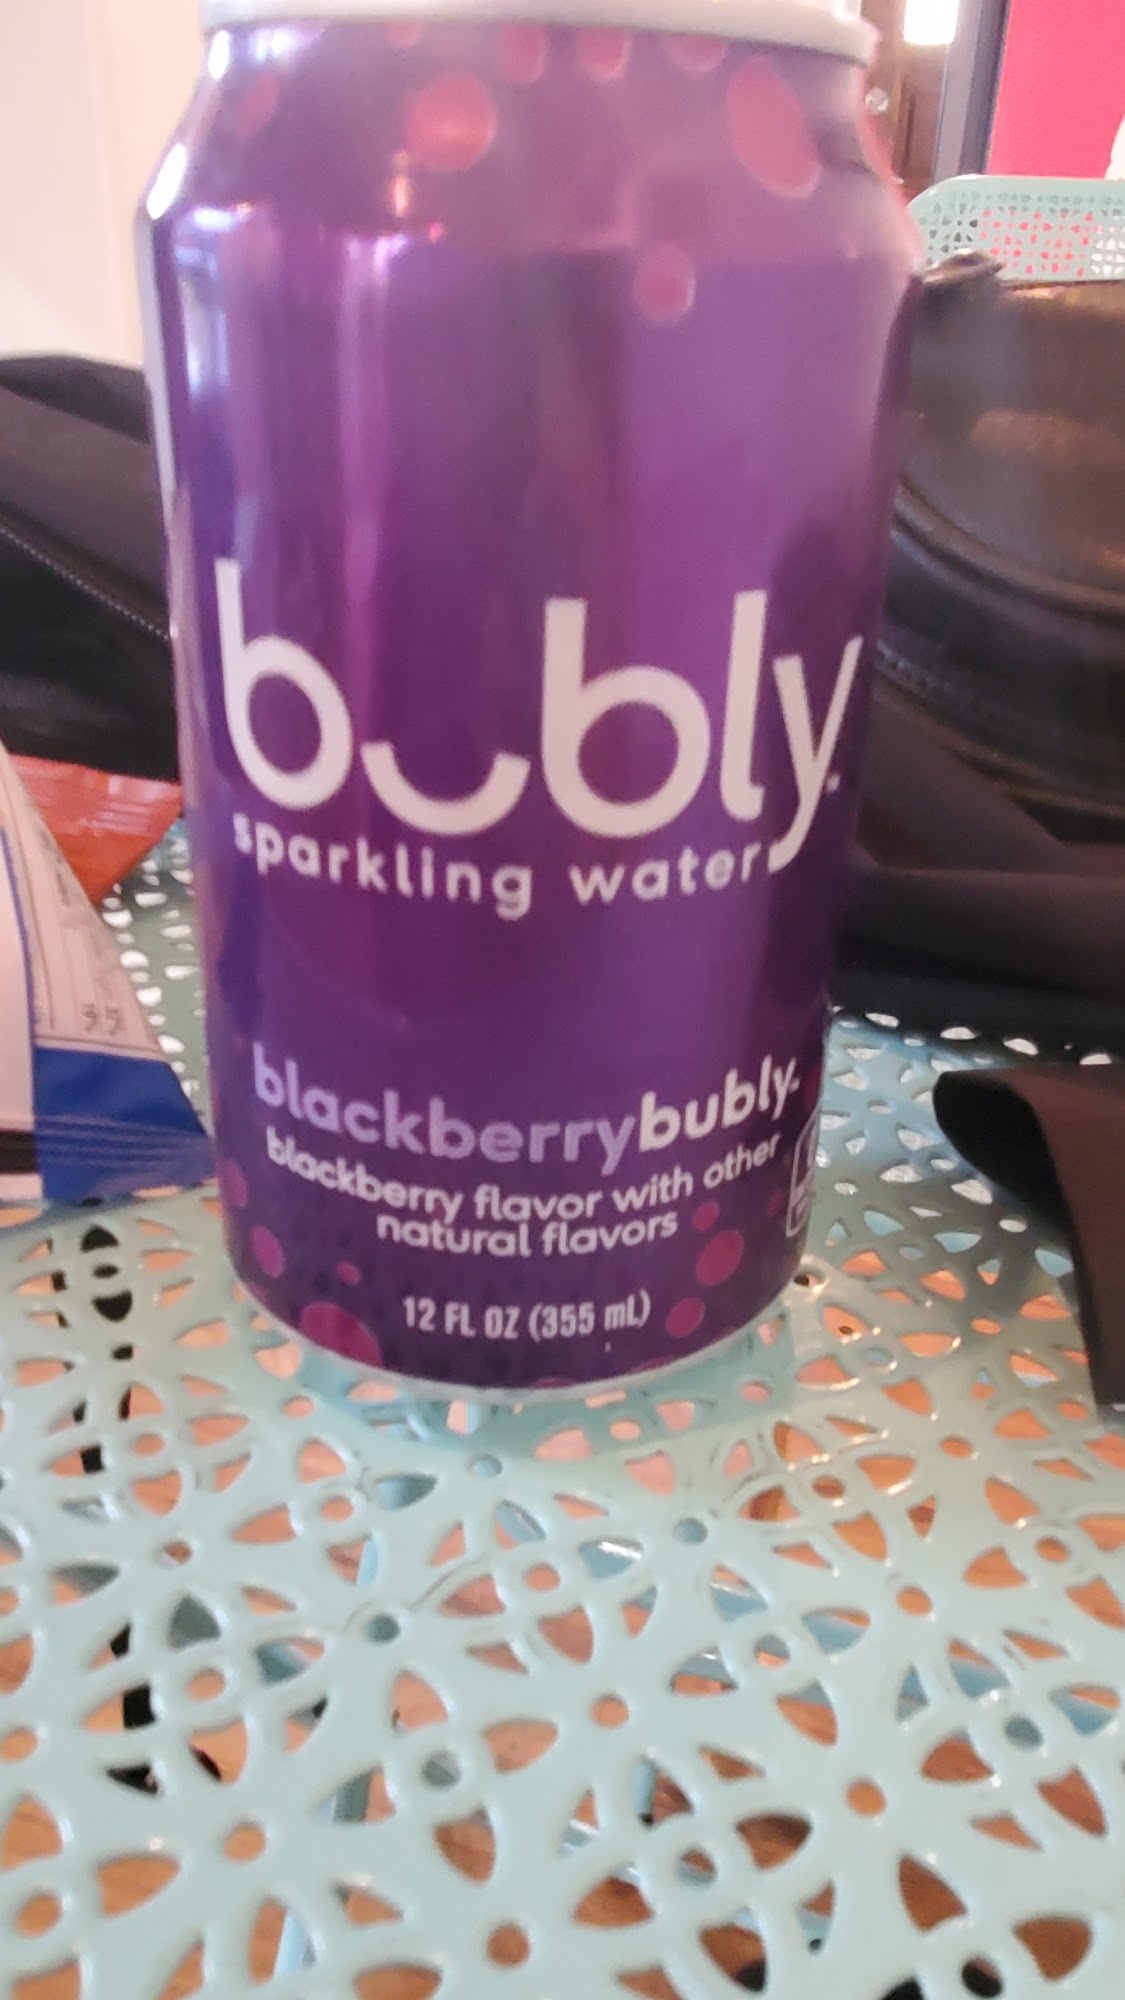 bubly
sparkling water
blackberrybubly
blackberry flavor with other
natural flavors
12 FL OZ (355 mL)